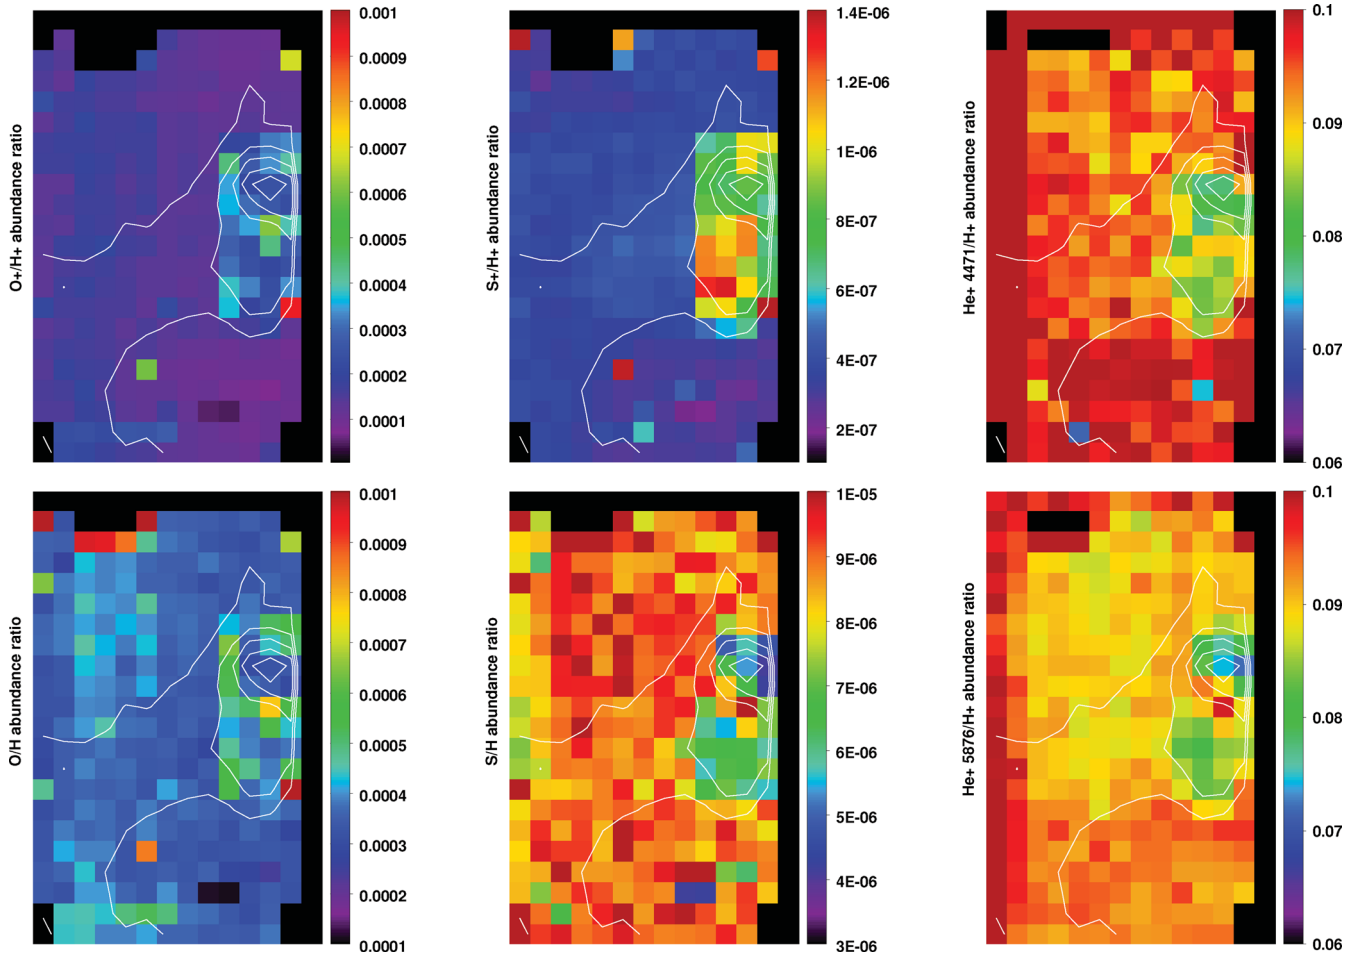 O+/H+ abundance ratio
0.001
0.0009
0.0008
0.0007
0.0006
0.0005
0.0004
0.0003
0.0002
0.0001
S+/H+ abundance ratio
1.4E-06
1.2E-06
1E-06
8E-07
6E-07
4E-07
2E-07
He+ 4471/H+ abundance ratio
0.1
0.09
0.08
0.07
0.06
O/H abundance ratio
0.001
0.0009
0.0008
0.0007
0.0006
0.0005
0.0004
0.0003
0.0002
0.0001
S/H abundance ratio
1E-05
9E-06
8E-06
7E-06
6E-06
5E-06
4E-06
3E-06
He+ 5876/H+ abundance ratio
0.1
0.09
0.08
0.07
0.06